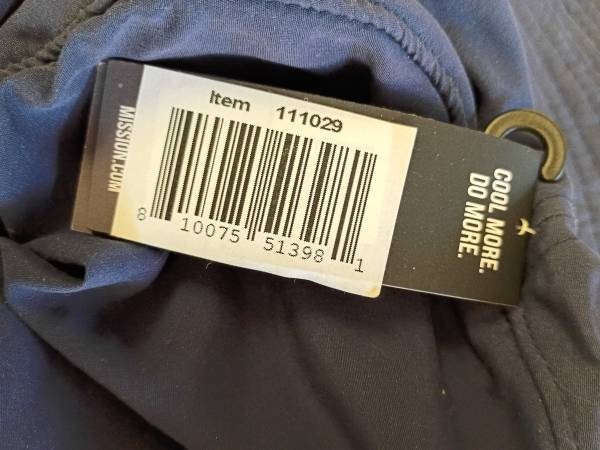 Item 111029
8 10075 51398 1
MISSION.COM
COOL MORE.
DO MORE.